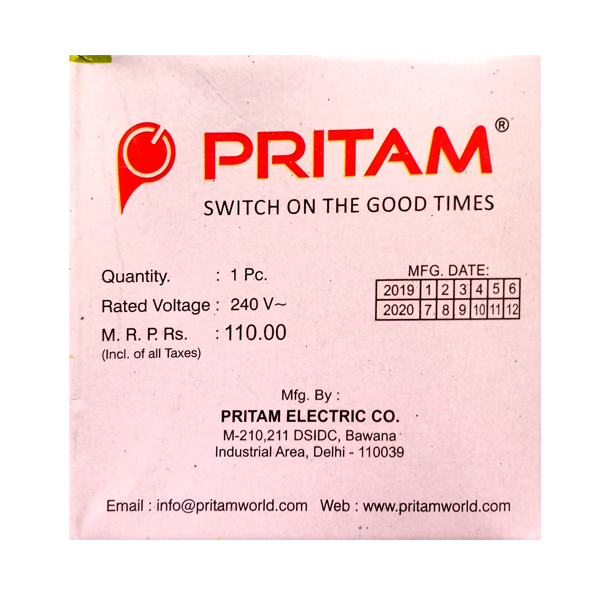 PRITAM®
SWITCH ON THE GOOD TIMES
Quantity. : 1 Pc.
Rated Voltage : 240 V~
M. R. P. Rs. : 110.00
(Incl. of all Taxes)
MFG. DATE:
2019 1 2 3 4 5 6
2020 7 8 9 10 11 12
Mfg. By :
PRITAM ELECTRIC CO.
M-210,211 DSIDC, Bawana
Industrial Area, Delhi - 110039
Email : info@pritamworld.com Web : www.pritamworld.com